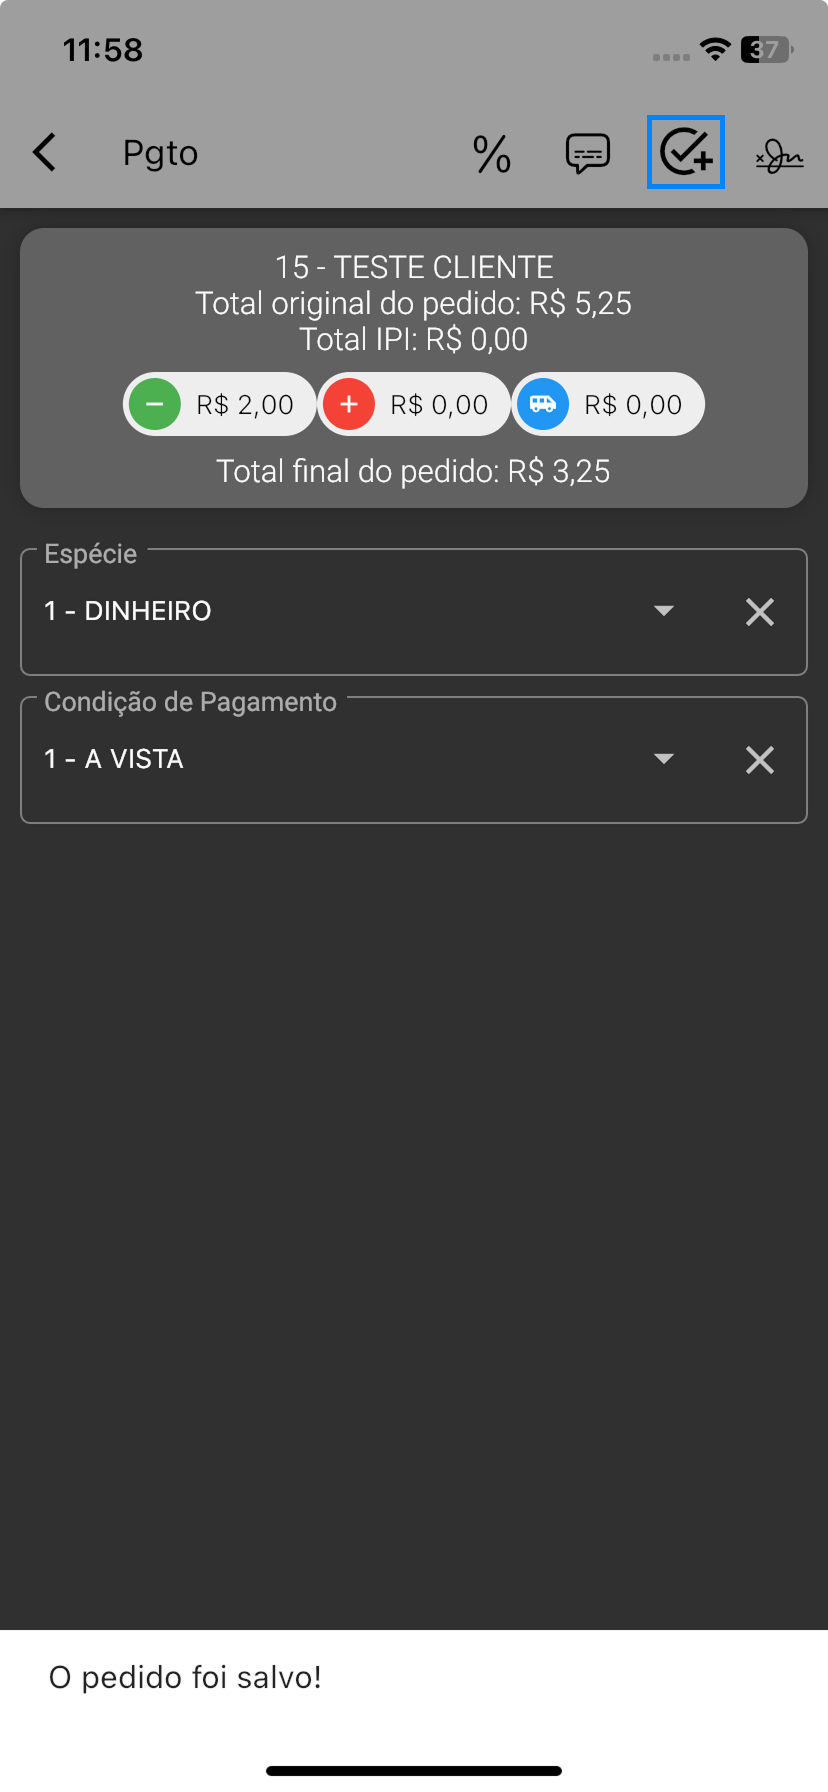 11:58
37
Pgto
%
15 - TESTE CLIENTE
Total original do pedido: R$ 5,25
Total IPI: R$ 0,00
R$ 2,00
R$ 0,00
R$ 0,00
Total final do pedido: R$ 3,25
Espécie
1 - DINHEIRO
Condição de Pagamento
1 - A VISTA
O pedido foi salvo!